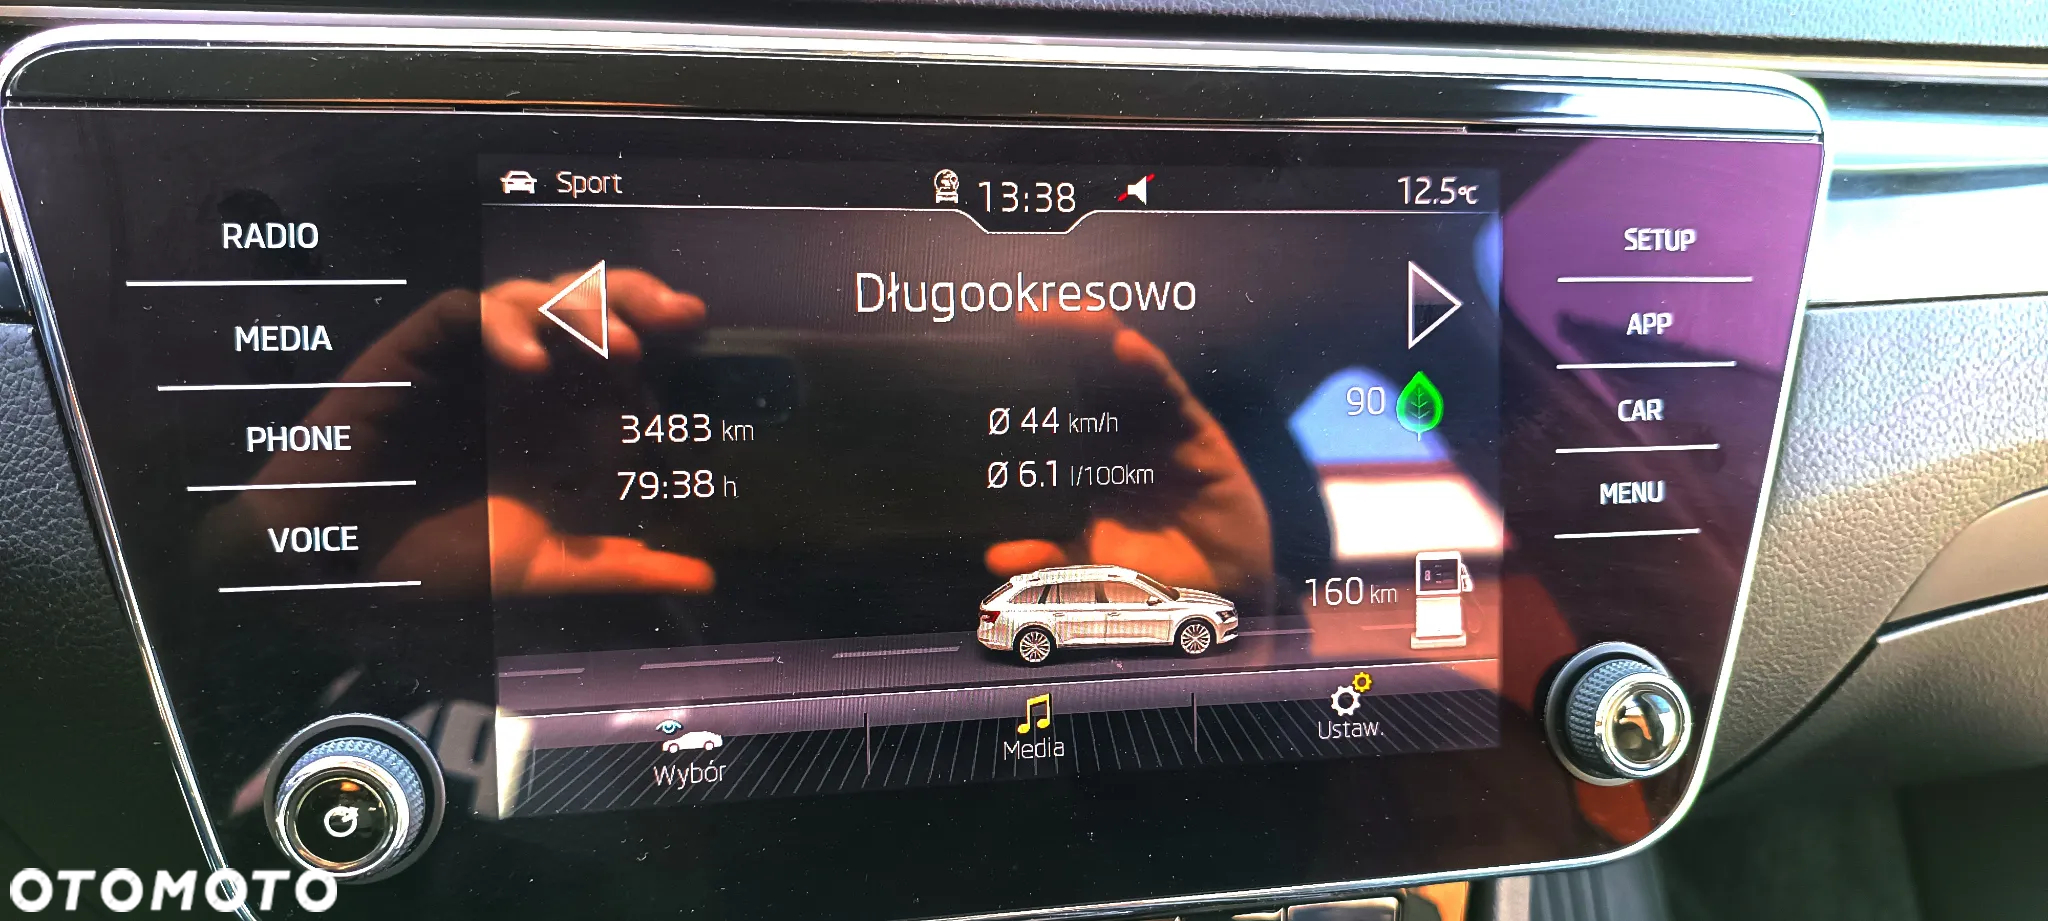 Sport
13:38
12.5°C
RADIO
MEDIA
PHONE
VOICE
Długookresowo
3483 km
79:38 h
Ø 44 km/h
Ø 6.1 l/100km
90
160 km
Wybór
Media
Ustaw.
SETUP
APP
CAR
MENU
OTOMOTO